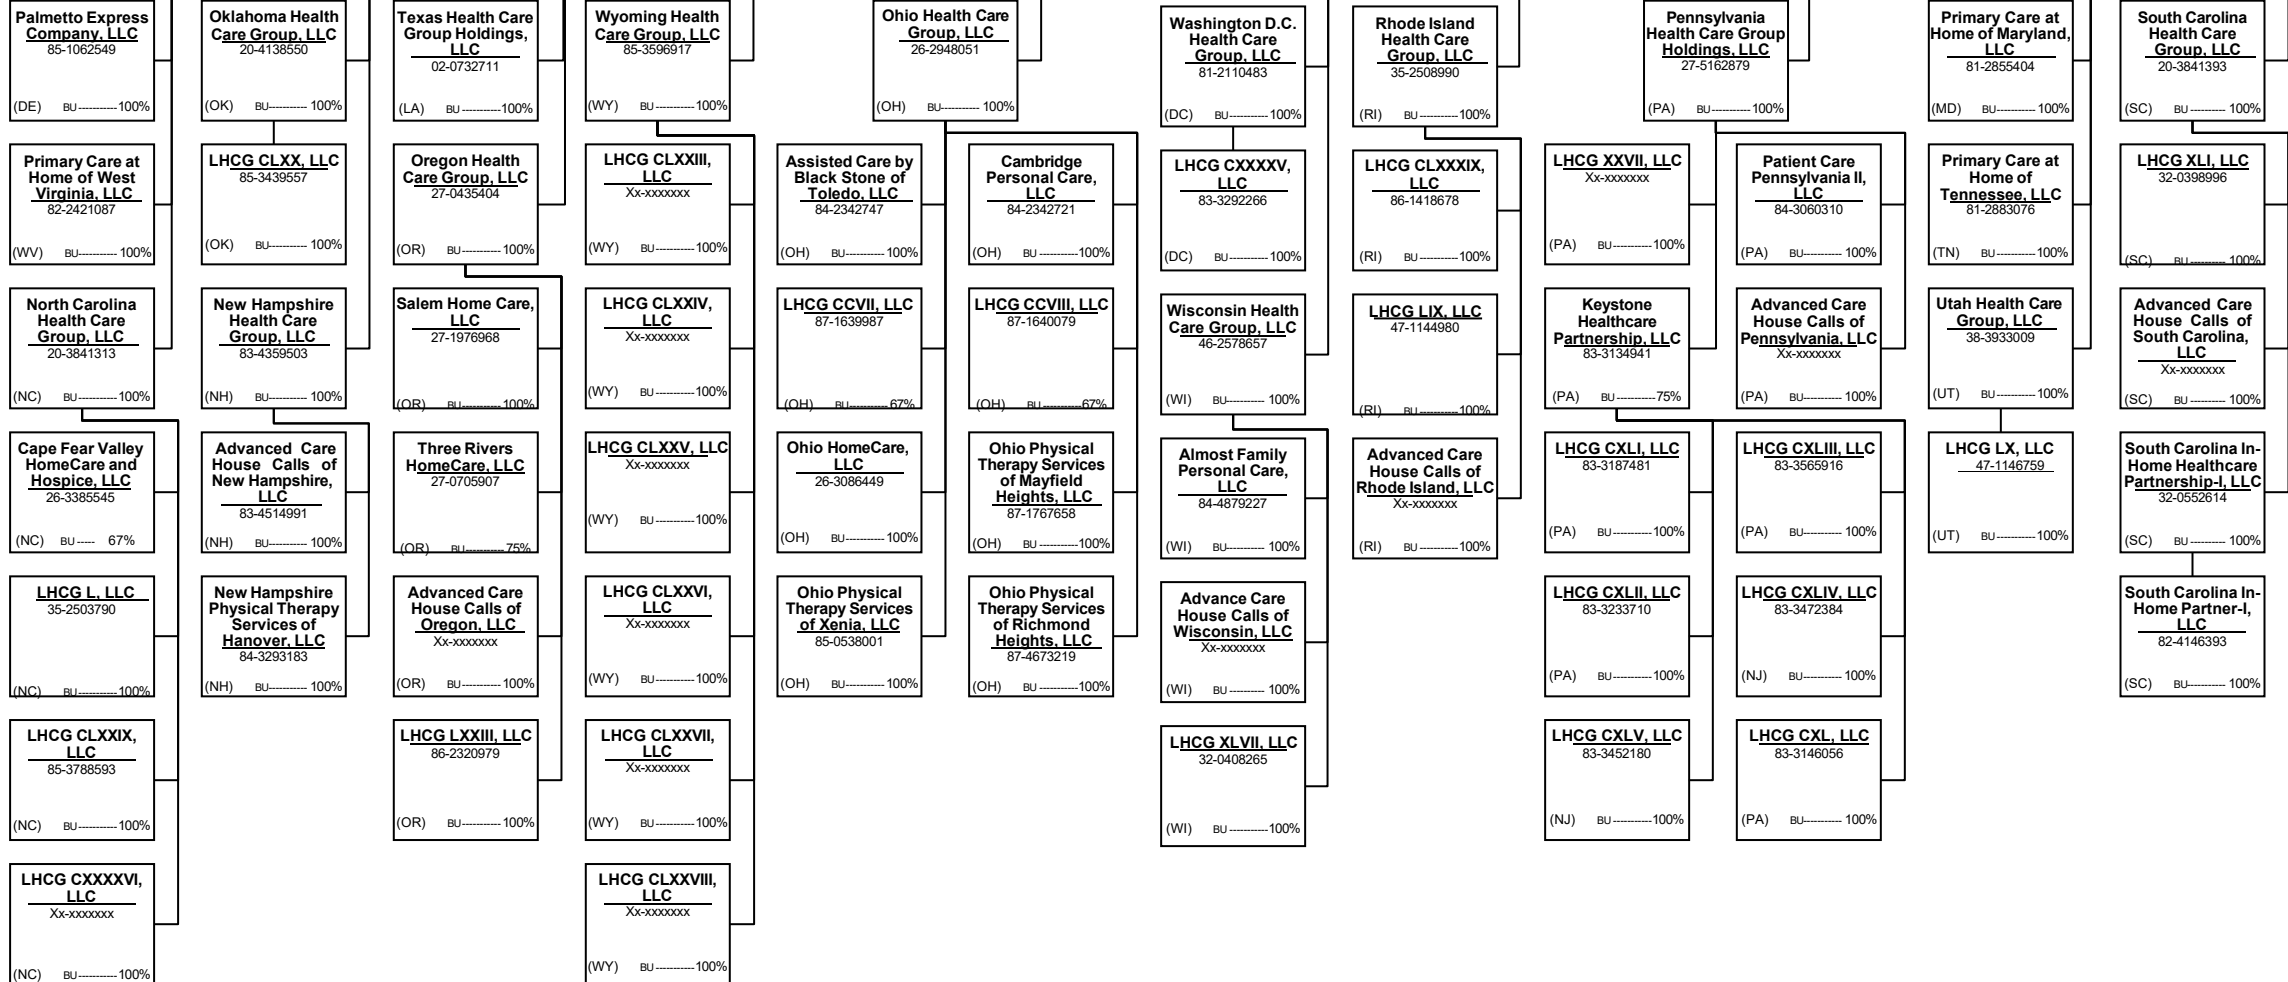 Palmetto Express
Company, LLC
85-1062549
(DE) BU-----------100%
Primary Care at
Home of West
Virginia, LLC
82-2421087
(WV) BU----------- 100%
North Carolina
Health Care
Group, LLC
20-3841313
(NC) BU-----------100%
Cape Fear Valley
HomeCare and
Hospice, LLC
26-3385545
(NC) BU ----- 67%
LHCG L, LLC
35-2503790
(NC) BU-----------100%
LHCG CLXXIX,
LLC
85-3788593
(NC) BU-----------100%
LHCG CXXXXVI,
LLC
Xx-xxxxxxx
(NC) BU-----------100%
Oklahoma Health
Care Group, LLC
20-4138550
(OK) BU----------- 100%
LHCG CLXX, LLC
85-3439557
(OK) BU----------- 100%
New Hampshire
Health Care
Group, LLC
83-4359503
(NH) BU----------- 100%
Advanced Care
House Calls of
New Hampshire,
LLC
83-4514991
(NH) BU----------- 100%
New Hampshire
Physical Therapy
Services of
Hanover, LLC
84-3293183
(NH) BU----------- 100%
Texas Health Care
Group Holdings,
LLC
02-0732711
(LA) BU-----------100%
Oregon Health
Care Group, LLC
27-0435404
(OR) BU-----------100%
Salem Home Care,
LLC
27-1976968
(OR) BU-----------100%
Three Rivers
HomeCare, LLC
27-0705907
(OR) BU-----------75%
Advanced Care
House Calls of
Oregon, LLC
Xx-xxxxxxx
(OR) BU-----------100%
LHCG LXXIII, LLC
86-2320979
(OR) BU-----------100%
Wyoming Health
Care Group, LLC
85-3596917
(WY) BU-----------100%
LHCG CLXXIII,
LLC
Xx-xxxxxxx
(WY) BU-----------100%
LHCG CLXXIV,
LLC
Xx-xxxxxxx
(WY) BU-----------100%
LHCG CLXXV, LLC
Xx-xxxxxxx
(WY) BU-----------100%
LHCG CLXXVI,
LLC
Xx-xxxxxxx
(WY) BU-----------100%
LHCG CLXXVII,
LLC
Xx-xxxxxxx
(WY) BU-----------100%
LHCG CLXXVIII,
LLC
Xx-xxxxxxx
(WY) BU-----------100%
Ohio Health Care
Group, LLC
26-2948051
(OH) BU-----------100%
Assisted Care by
Black Stone of
Toledo, LLC
84-2342747
(OH) BU-----------100%
LHCG CCVII, LLC
87-1639987
(OH) BU-----------67%
Ohio HomeCare,
LLC
26-3086449
(OH) BU-----------100%
Ohio Physical
Therapy Services
of Xenia, LLC
85-0538001
(OH) BU-----------100%
Cambridge
Personal Care,
LLC
84-2342721
(OH) BU-----------100%
LHCG CCVIII, LLC
87-1640079
(OH) BU-----------67%
Ohio Physical
Therapy Services
of Mayfield
Heights, LLC
87-1767658
(OH) BU-----------100%
Ohio Physical
Therapy Services
of Richmond
Heights, LLC
87-4673219
(OH) BU-----------100%
Washington D.C.
Health Care
Group, LLC
81-2110483
(DC) BU-----------100%
LHCG CXXXXV,
LLC
83-3292266
(DC) BU-----------100%
Wisconsin Health
Care Group, LLC
46-2578657
(WI) BU----------- 100%
Almost Family
Personal Care,
LLC
84-4879227
(WI) BU----------- 100%
Advance Care
House Calls of
Wisconsin, LLC
Xx-xxxxxxx
(WI) BU----------- 100%
LHCG XLVII, LLC
32-0408265
(WI) BU-----------100%
Rhode Island
Health Care
Group, LLC
35-2508990
(RI) BU-----------100%
LHCG CLXXXIX,
LLC
86-1418678
(RI) BU-----------100%
LHCG LIX, LLC
47-1144980
(RI) BU-----------100%
Advanced Care
House Calls of
Rhode Island, LLC
Xx-xxxxxxx
(RI) BU-----------100%
Pennsylvania
Health Care Group
Holdings, LLC
27-5162879
(PA) BU-----------100%
LHCG XXVII, LLC
Xx-xxxxxxx
(PA) BU-----------100%
Keystone
Healthcare
Partnership, LLC
83-3134941
(PA) BU-----------75%
LHCG CXLI, LLC
83-3187481
(PA) BU-----------100%
LHCG CXLII, LLC
83-3233710
(PA) BU-----------100%
LHCG CXLV, LLC
83-3452180
(NJ) BU-----------100%
Patient Care
Pennsylvania II,
LLC
84-3060310
(PA) BU-----------100%
Advanced Care
House Calls of
Pennsylvania, LLC
Xx-xxxxxxx
(PA) BU-----------100%
LHCG CXLIII, LLC
83-3565916
(PA) BU-----------100%
LHCG CXLIV, LLC
83-3472384
(NJ) BU-----------100%
LHCG CXL, LLC
83-3146056
(PA) BU-----------100%
Primary Care at
Home of Maryland,
LLC
81-2855404
(MD) BU----------- 100%
Primary Care at
Home of
Tennessee, LLC
81-2883076
(TN) BU----------- 100%
Utah Health Care
Group, LLC
38-3933009
(UT) BU----------- 100%
LHCG LX, LLC
47-1146759
(UT) BU----------- 100%
South Carolina
Health Care
Group, LLC
20-3841393
(SC) BU----------- 100%
LHCG XLI, LLC
32-0398996
(SC) BU----------- 100%
Advanced Care
House Calls of
South Carolina,
LLC
Xx-xxxxxxx
(SC) BU----------- 100%
South Carolina In-
Home Healthcare
Partnership-I, LLC
32-0552614
(SC) BU----------- 100%
South Carolina In-
Home Partner-I,
LLC
82-4146393
(SC) BU----------- 100%